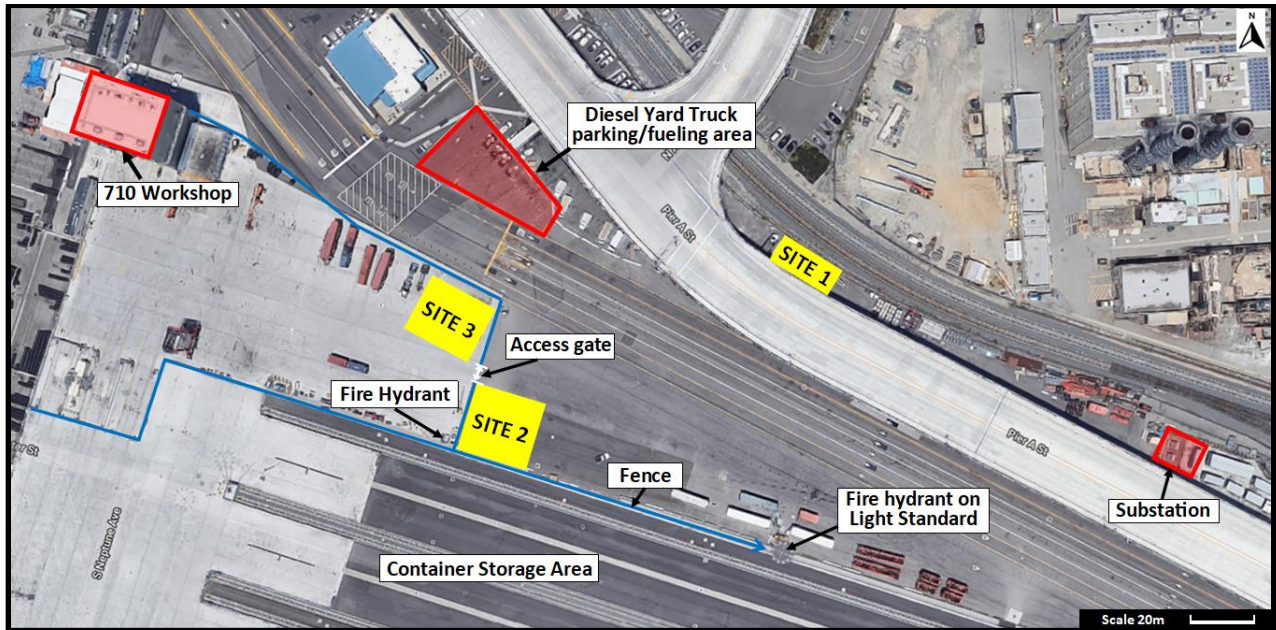 N
Diesel Yard Truck
parking/fueling area
710 Workshop
Pier A St
SITE 1
SITE 3
Access gate
Fire Hydrant
SITE 2
Pier A St
Fence
Fire hydrant on
Light Standard
Substation
S Neptune Ave
Container Storage Area
Scale 20m